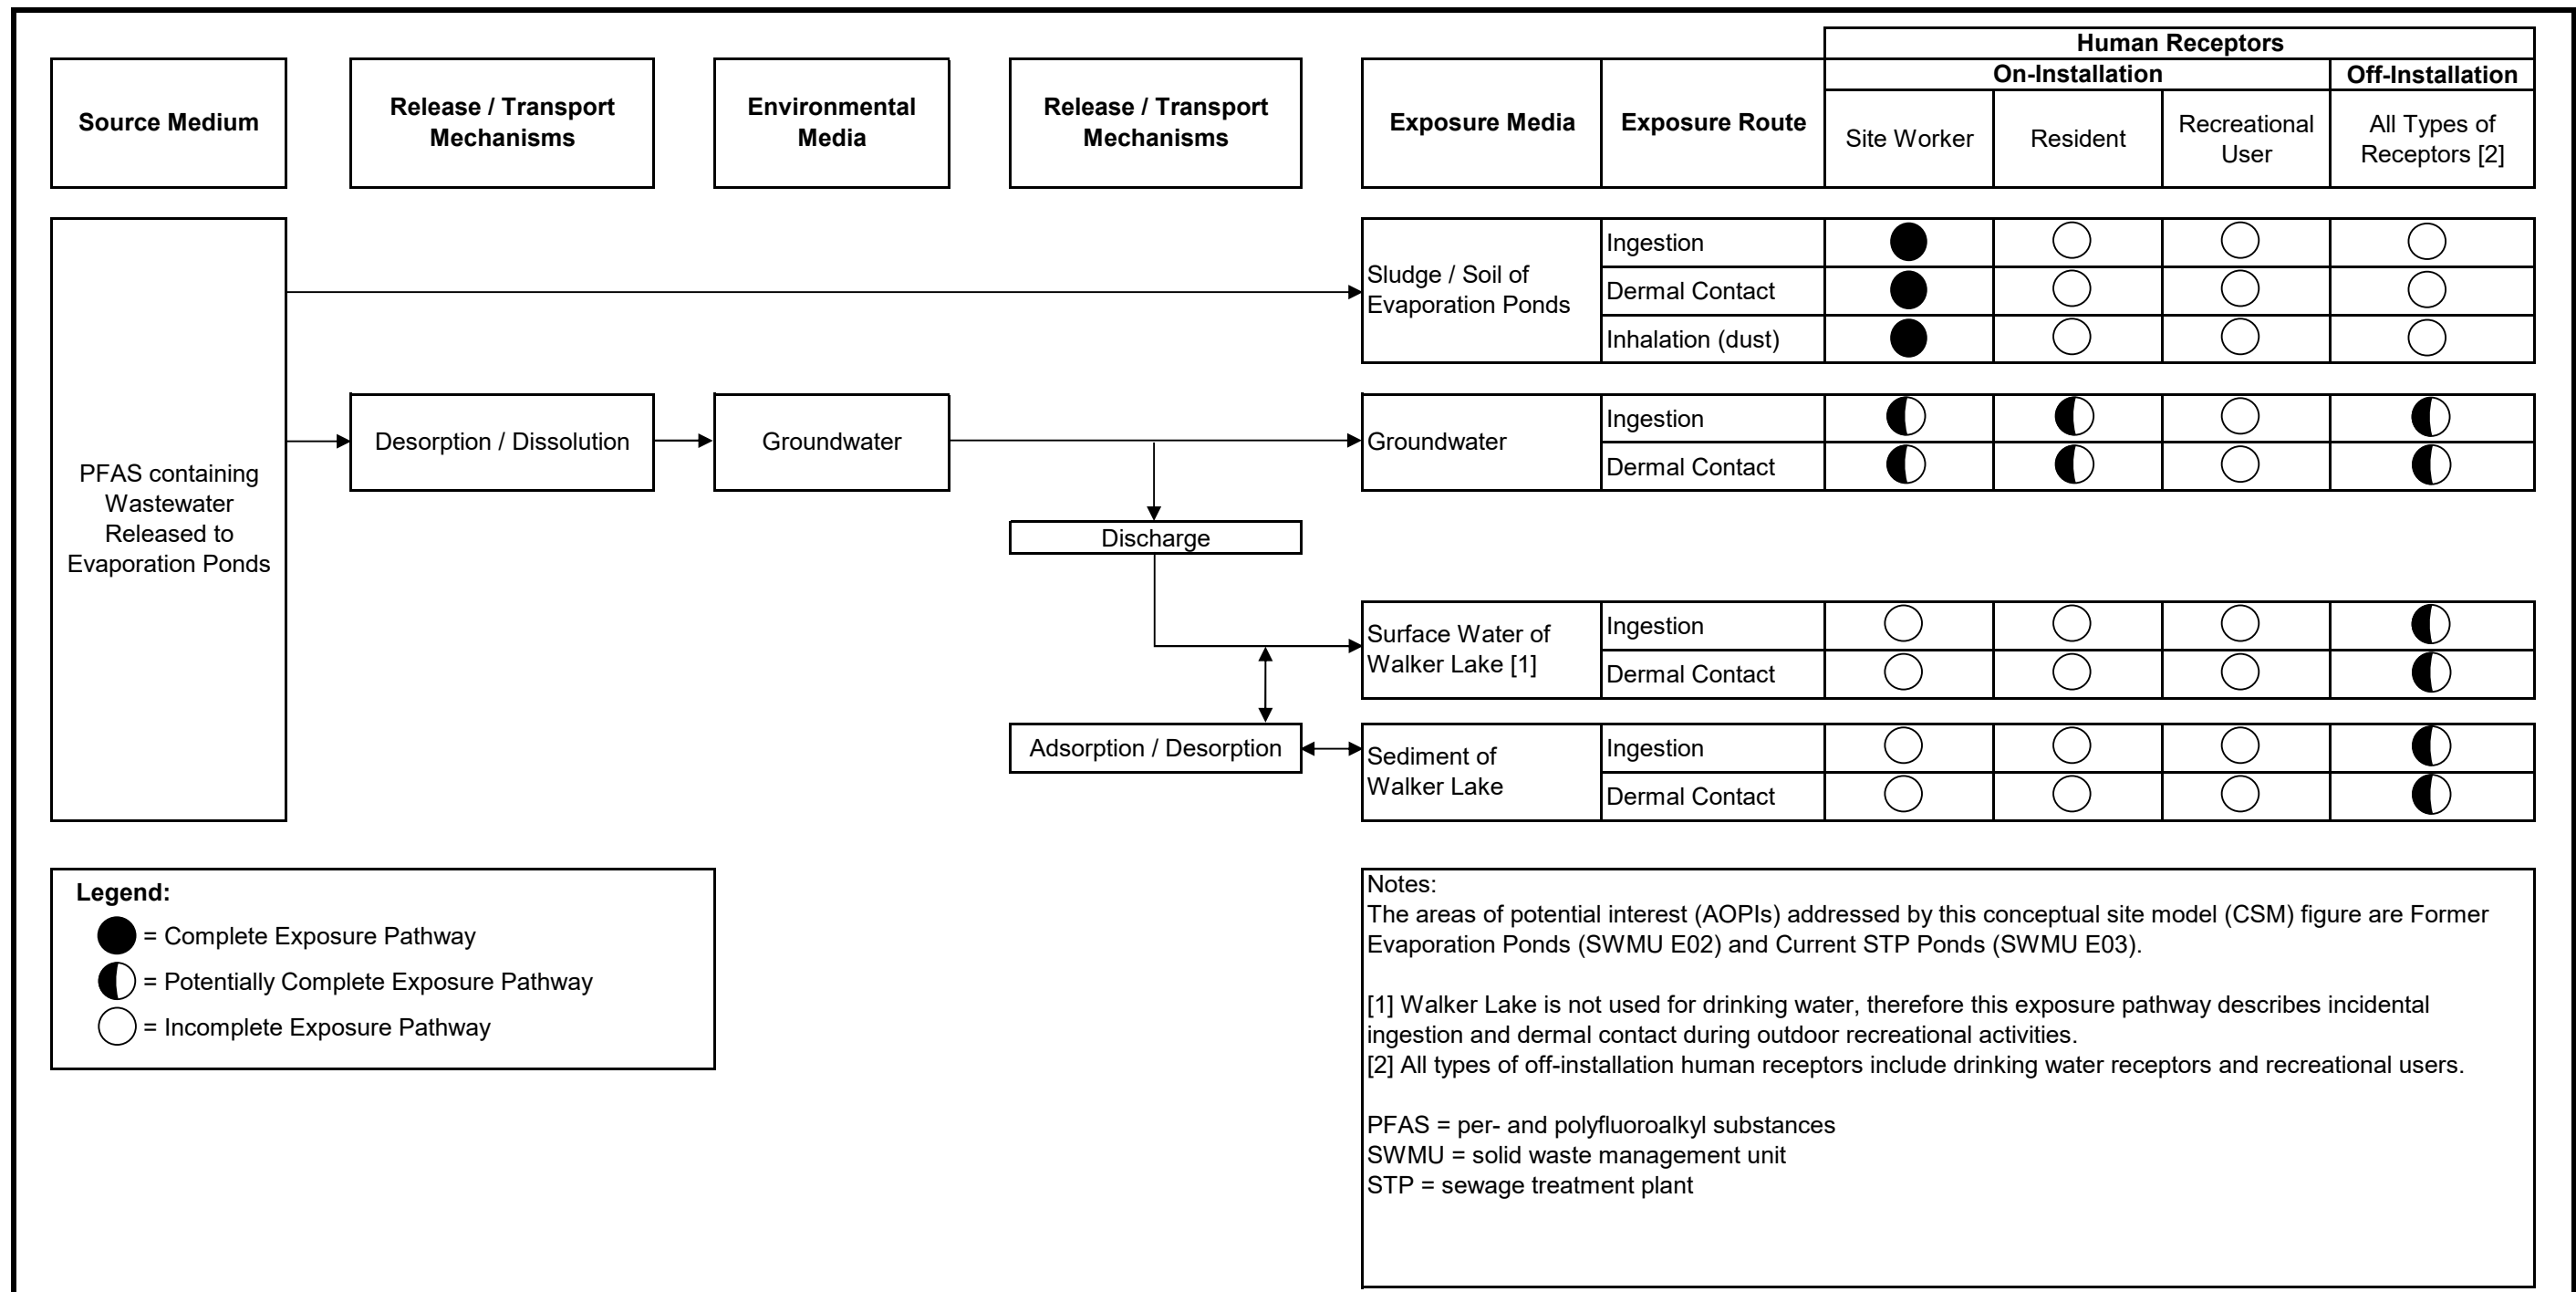 Human Receptors
On-Installation
Off-Installation
Source Medium
Release / Transport
Mechanisms
Environmental
Media
Release / Transport
Mechanisms
Exposure Media
Exposure Route
Site Worker
Resident
Recreational
User
All Types of
Receptors [2]
PFAS containing
Wastewater
Released to
Evaporation Ponds
Sludge / Soil of
Evaporation Ponds
Ingestion
Dermal Contact
Inhalation (dust)
Desorption / Dissolution
Groundwater
Groundwater
Ingestion
Dermal Contact
Discharge
Surface Water of
Walker Lake [1]
Ingestion
Dermal Contact
Adsorption / Desorption
Sediment of
Walker Lake
Ingestion
Dermal Contact
Legend:
= Complete Exposure Pathway
= Potentially Complete Exposure Pathway
= Incomplete Exposure Pathway
Notes:
The areas of potential interest (AOPIs) addressed by this conceptual site model (CSM) figure are Former
Evaporation Ponds (SWMU E02) and Current STP Ponds (SWMU E03).
[1] Walker Lake is not used for drinking water, therefore this exposure pathway describes incidental
ingestion and dermal contact during outdoor recreational activities.
[2] All types of off-installation human receptors include drinking water receptors and recreational users.
PFAS = per- and polyfluoroalkyl substances
SWMU = solid waste management unit
STP = sewage treatment plant